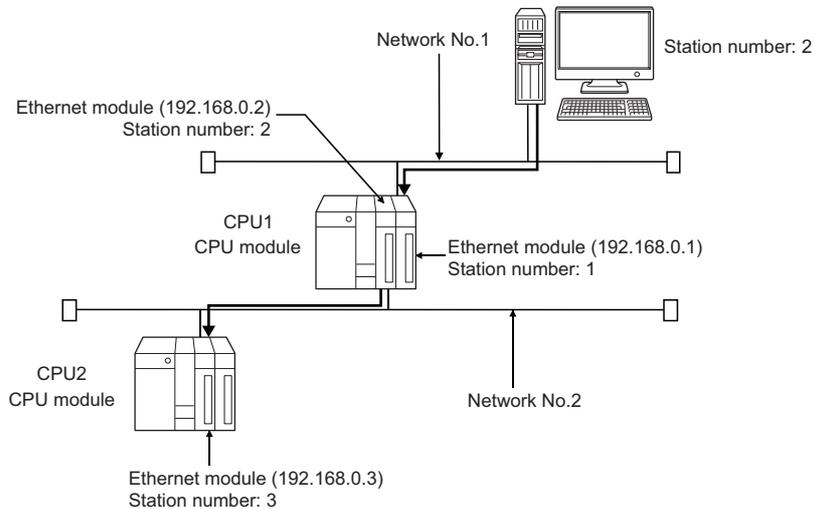 Network No.1
Station number: 2
Ethernet module (192.168.0.2)
Station number: 2
CPU1
CPU module
Ethernet module (192.168.0.1)
Station number: 1
CPU2
CPU module
Network No.2
Ethernet module (192.168.0.3)
Station number: 3